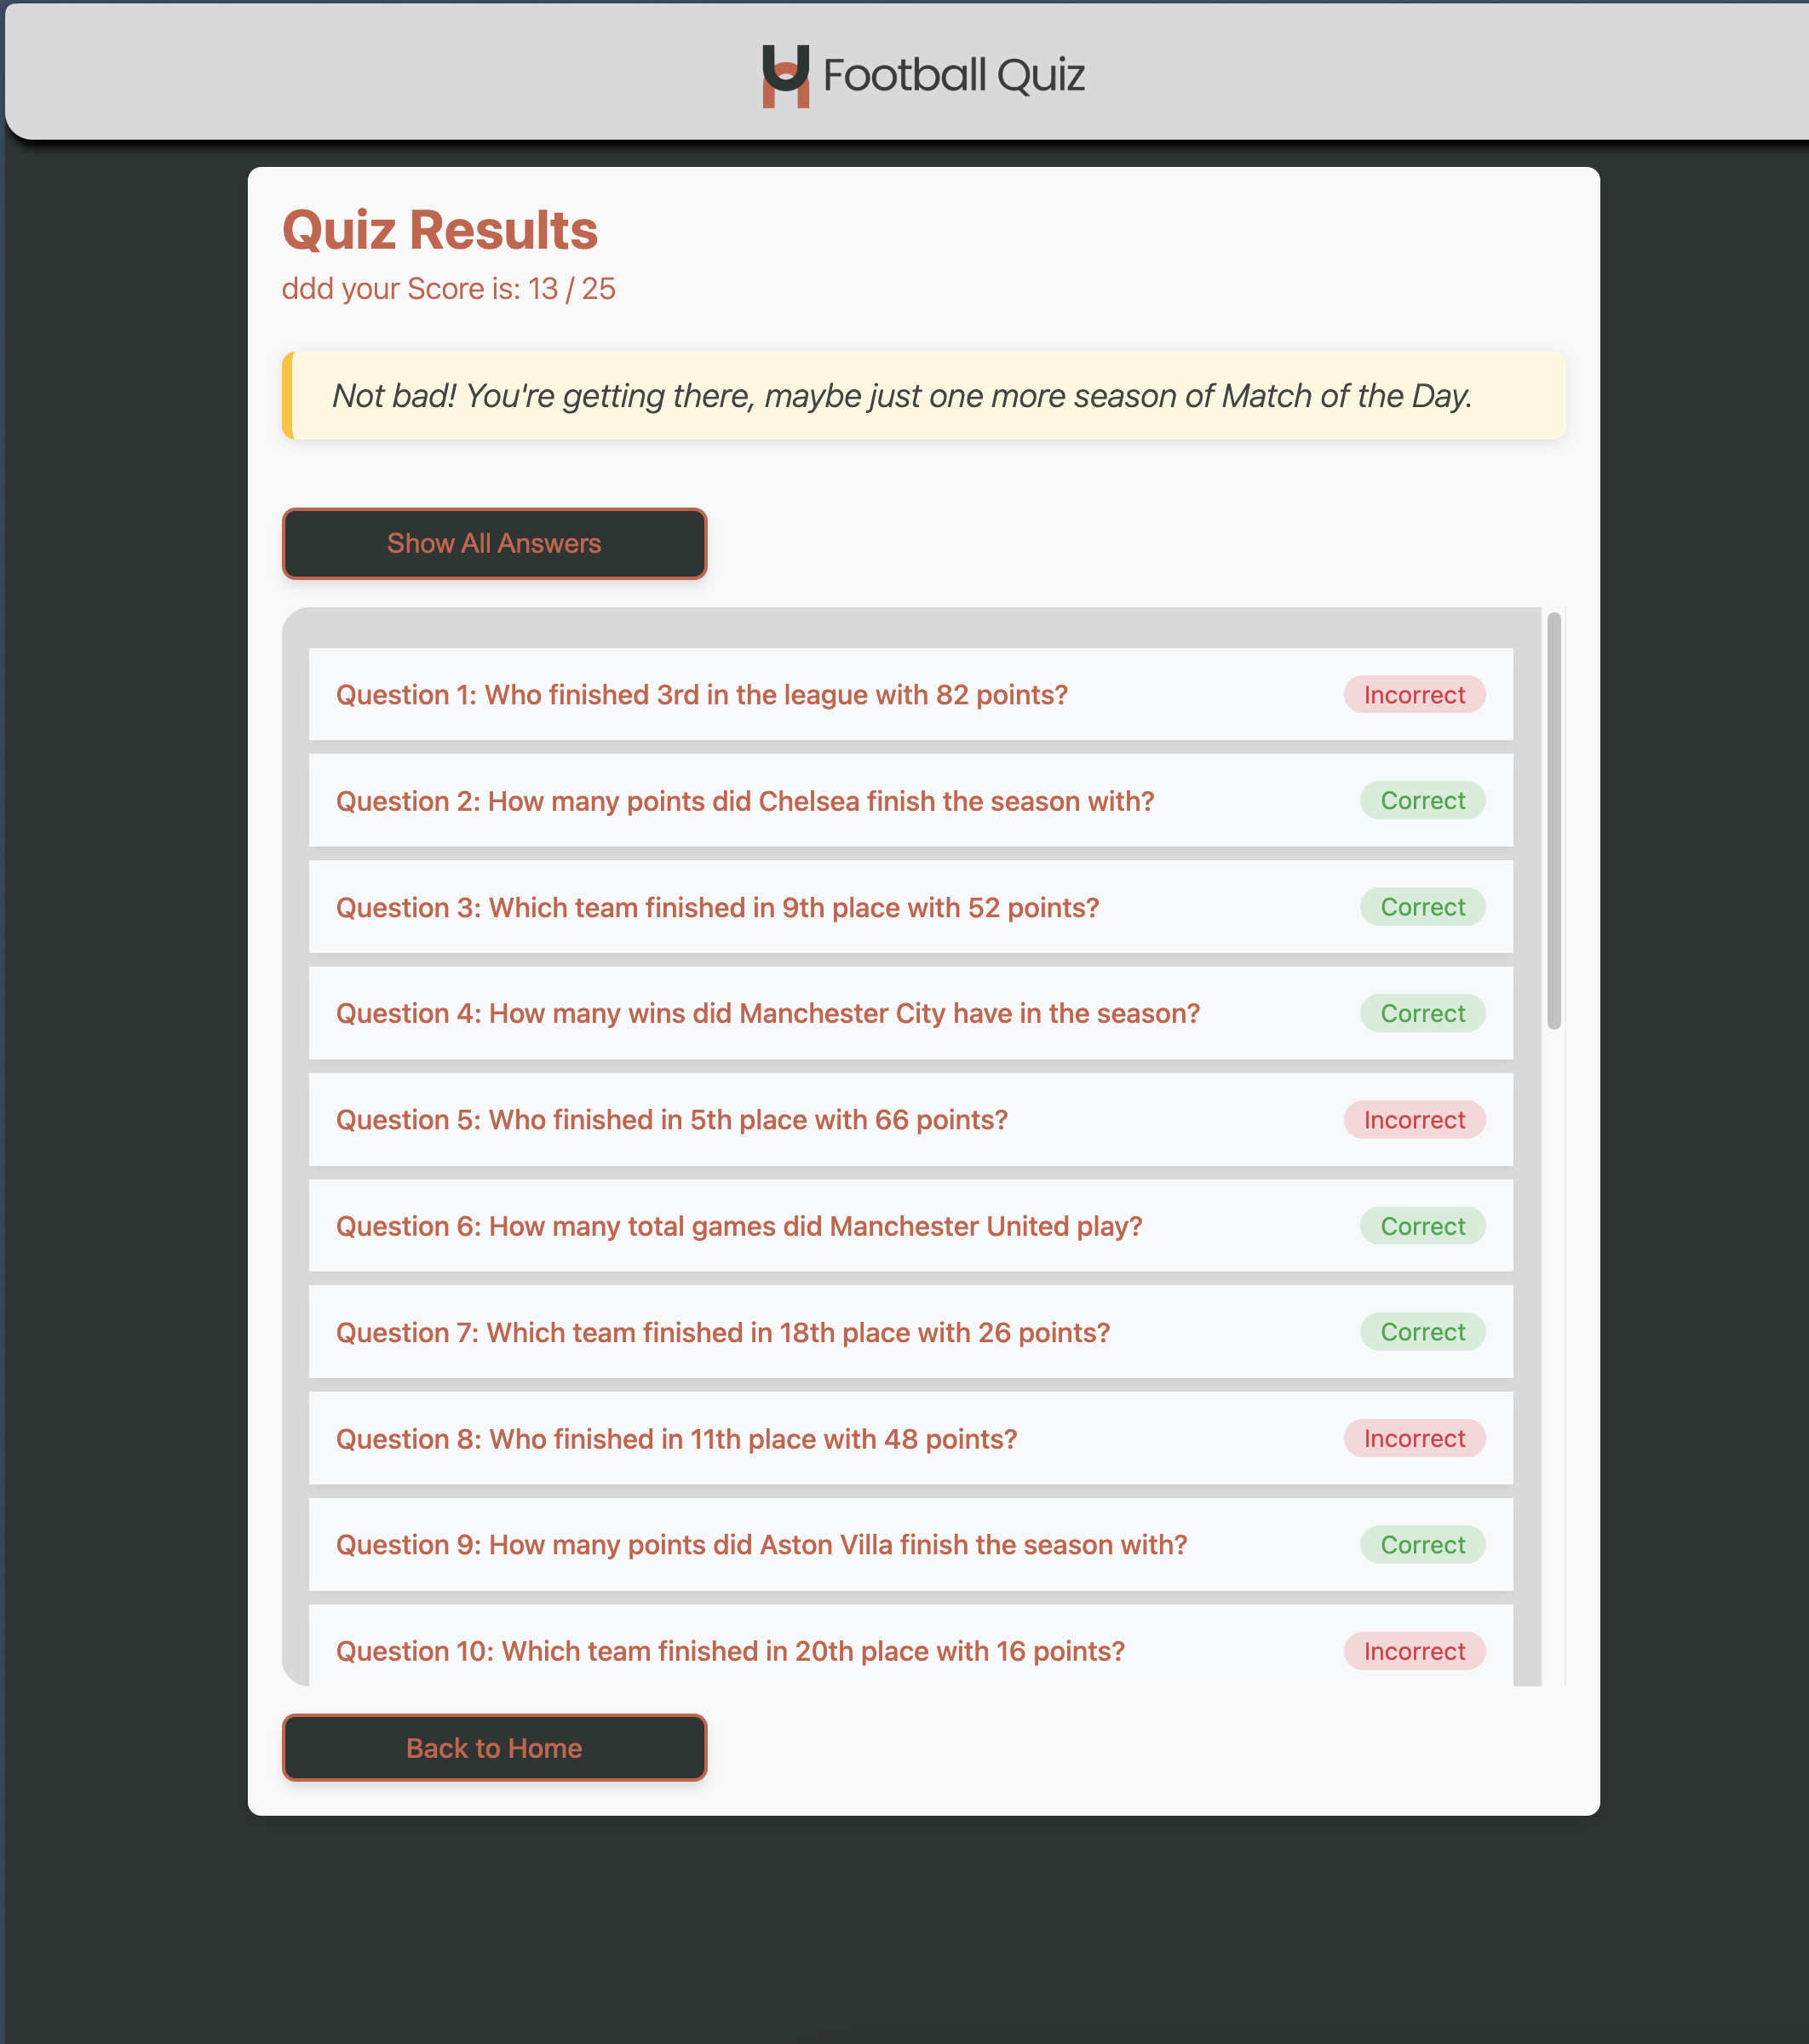 Football Quiz
Quiz Results
ddd your Score is: 13 / 25
Not bad! You're getting there, maybe just one more season of Match of the Day.
Show All Answers
Question 1: Who finished 3rd in the league with 82 points? Incorrect
Question 2: How many points did Chelsea finish the season with? Correct
Question 3: Which team finished in 9th place with 52 points? Correct
Question 4: How many wins did Manchester City have in the season? Correct
Question 5: Who finished in 5th place with 66 points? Incorrect
Question 6: How many total games did Manchester United play? Correct
Question 7: Which team finished in 18th place with 26 points? Correct
Question 8: Who finished in 11th place with 48 points? Incorrect
Question 9: How many points did Aston Villa finish the season with? Correct
Question 10: Which team finished in 20th place with 16 points? Incorrect
Back to Home